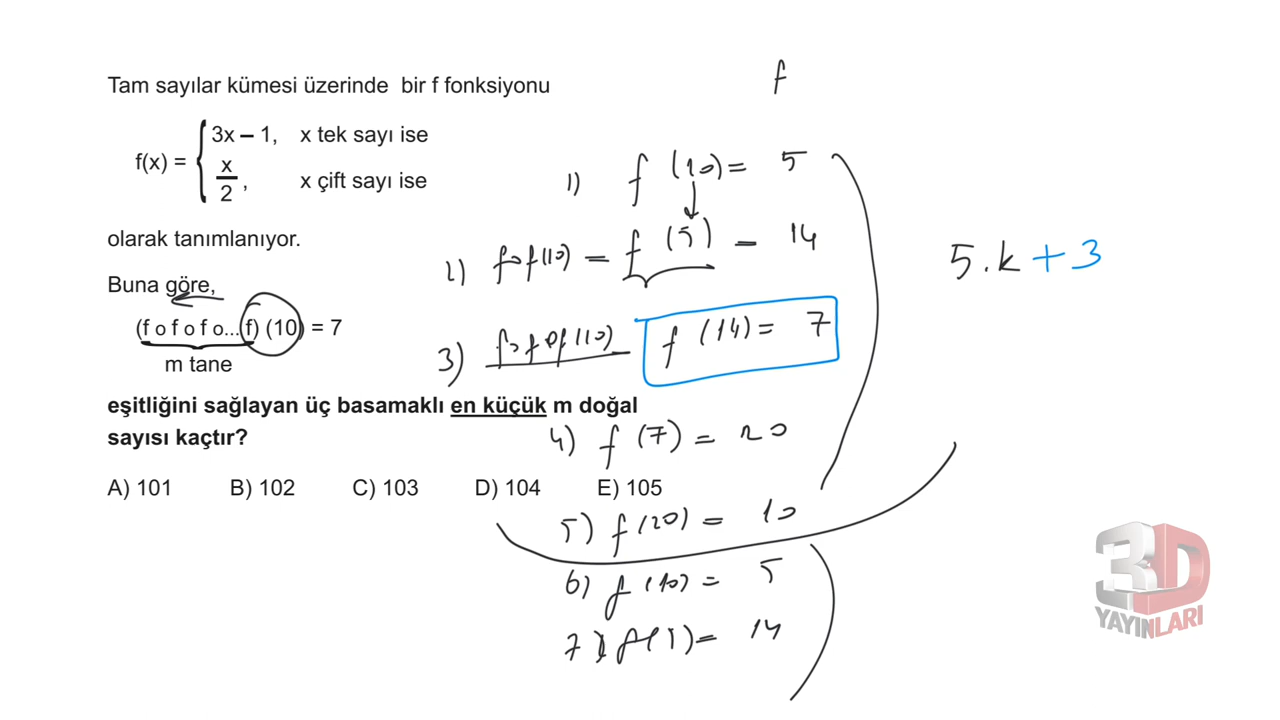 Tam sayılar kümesi üzerinde bir f fonksiyonu
f(x) = { 3x – 1, x tek sayı ise
x/2, x çift sayı ise
olarak tanımlanıyor.
Buna göre,
(f o f o f o...f) (10) = 7
m tane
eşitliğini sağlayan üç basamaklı en küçük m doğal
sayısı kaçtır?
A) 101 B) 102 C) 103 D) 104 E) 105
f
1) f (10) = 5
2) fof(10) = f (5) = 14
3) fofof(10) f (14) = 7
4) f (7) = 20
5) f (20) = 10
6) f (10) = 5
7) f(5) = 14
5.k + 3
3D
YAYINLARI